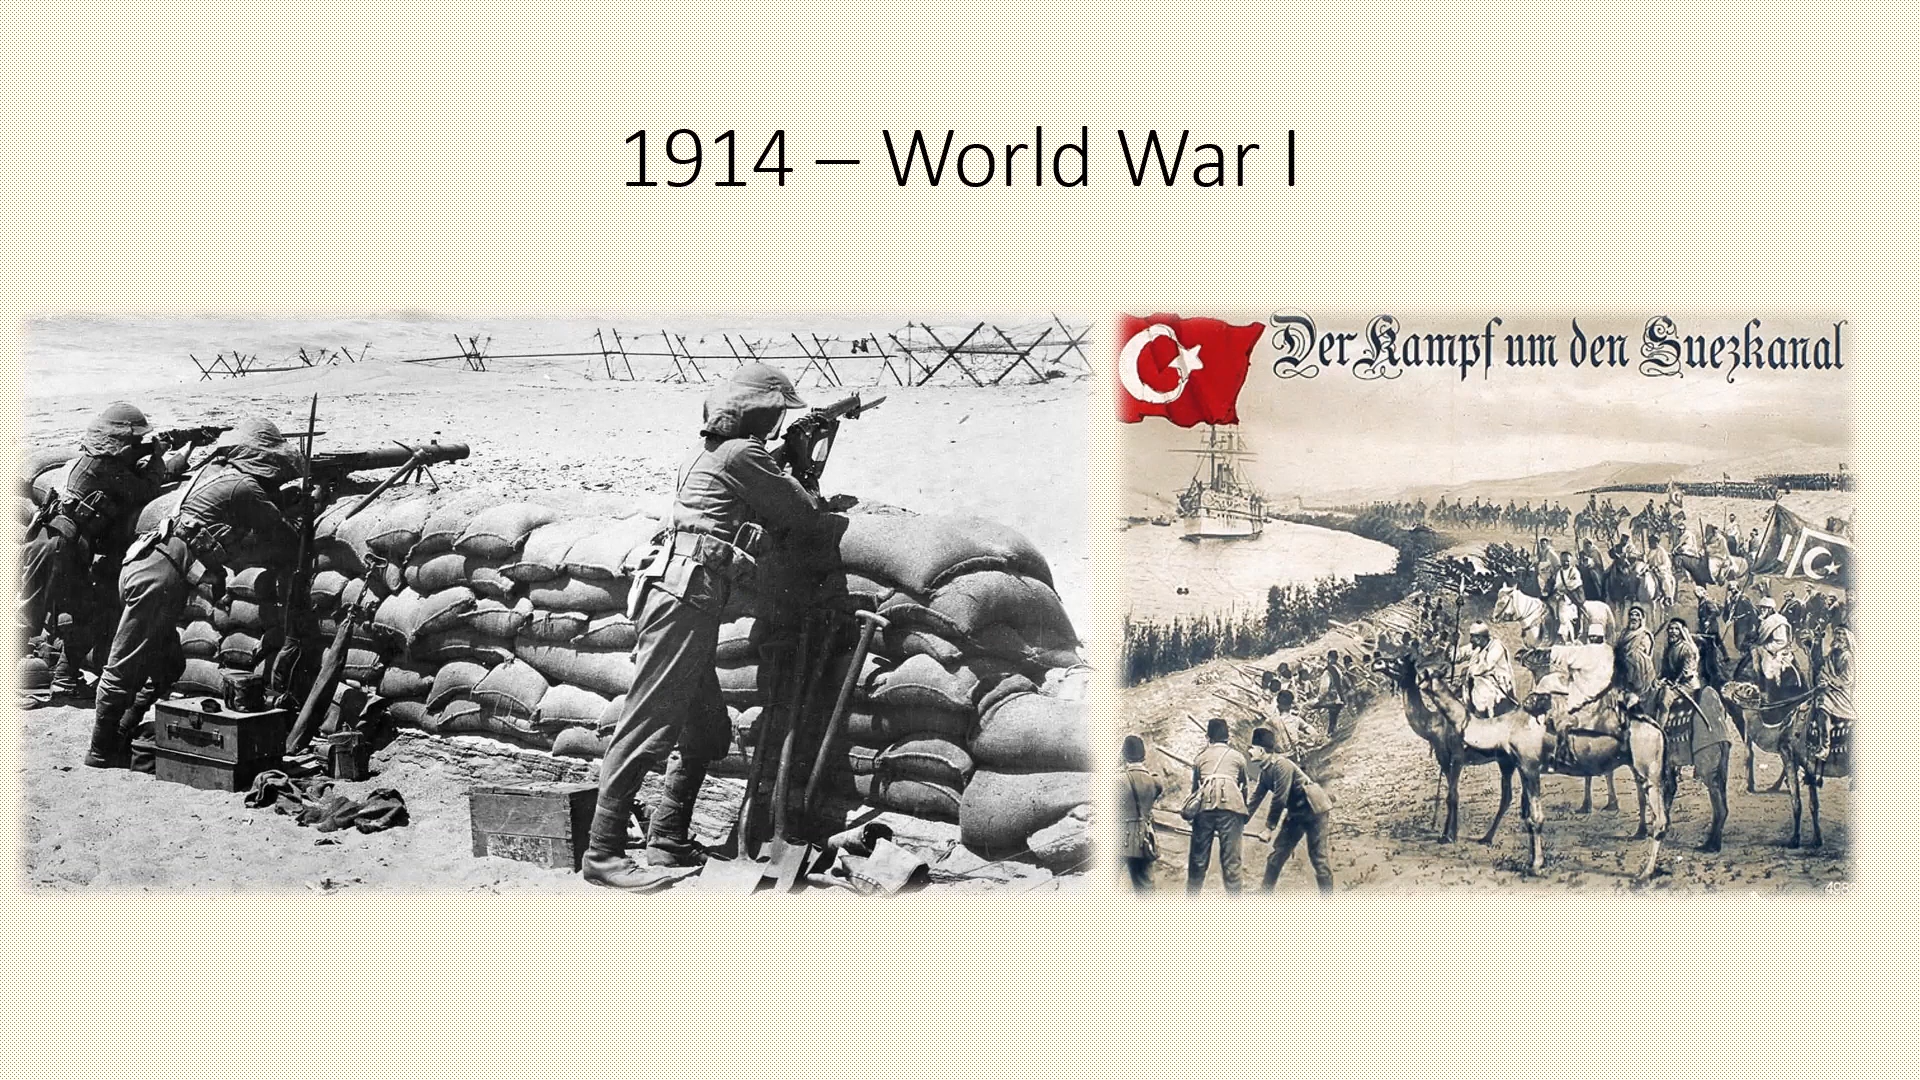 1914 – World War I
Der Kampf um den Suezkanal